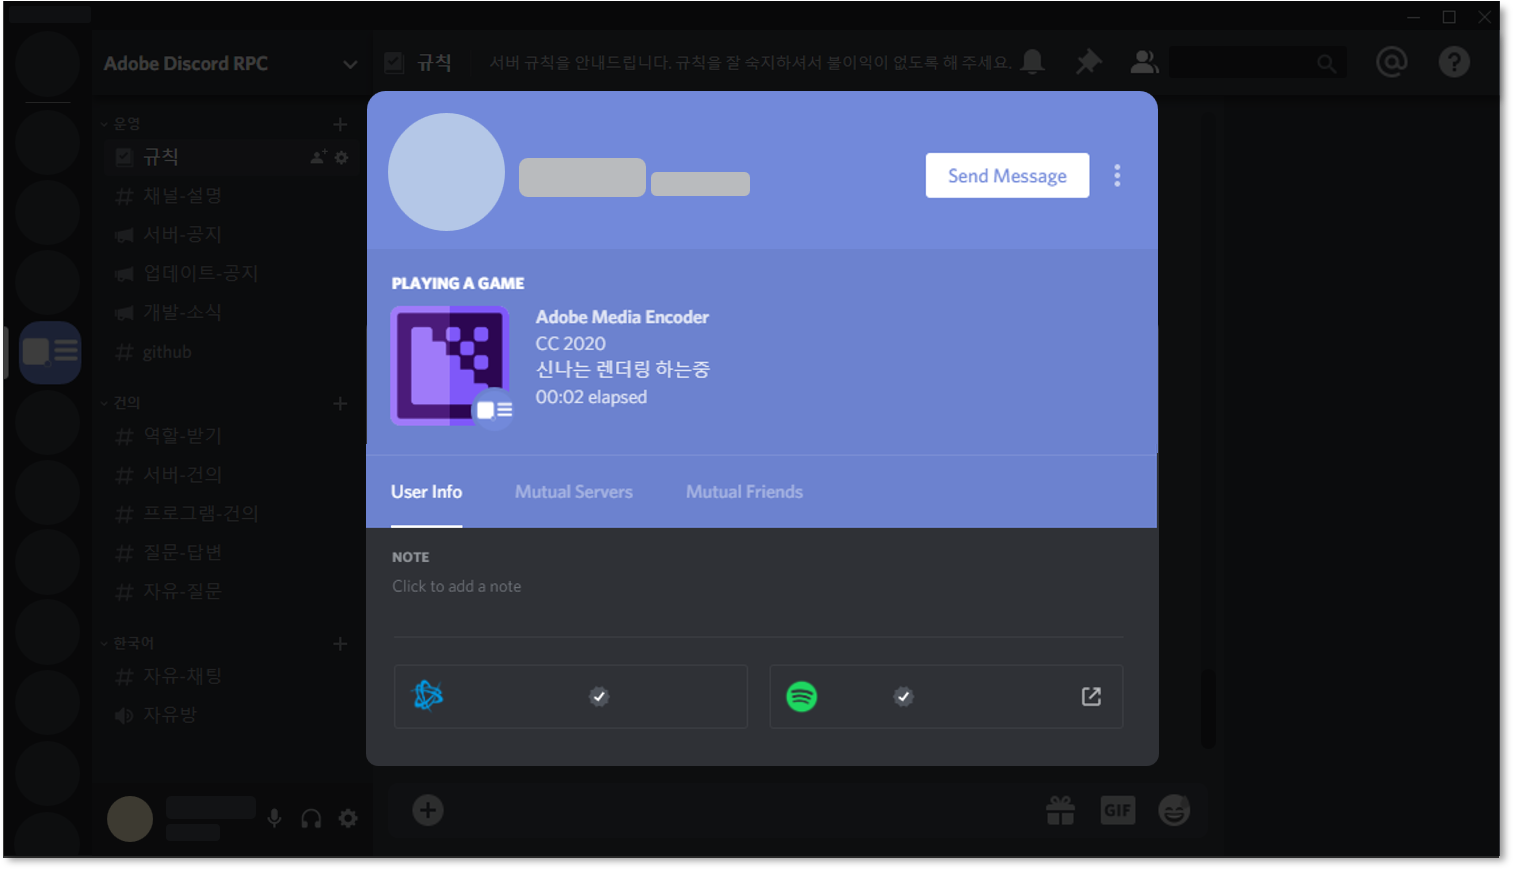 Adobe Discord RPC
규칙
서버 규칙을 안내드립니다. 규칙을 잘 숙지하셔서 불이익이 없도록 해 주세요.
운영
규칙
채널-설명
서버-공지
업데이트-공지
개발-소식
github
건의
역할-받기
서버-건의
프로그램-건의
질문-답변
자유-질문
한국어
자유-채팅
자유방
Send Message
PLAYING A GAME
Adobe Media Encoder
CC 2020
신나는 렌더링 하는중
00:02 elapsed
User Info
Mutual Servers
Mutual Friends
NOTE
Click to add a note
GIF